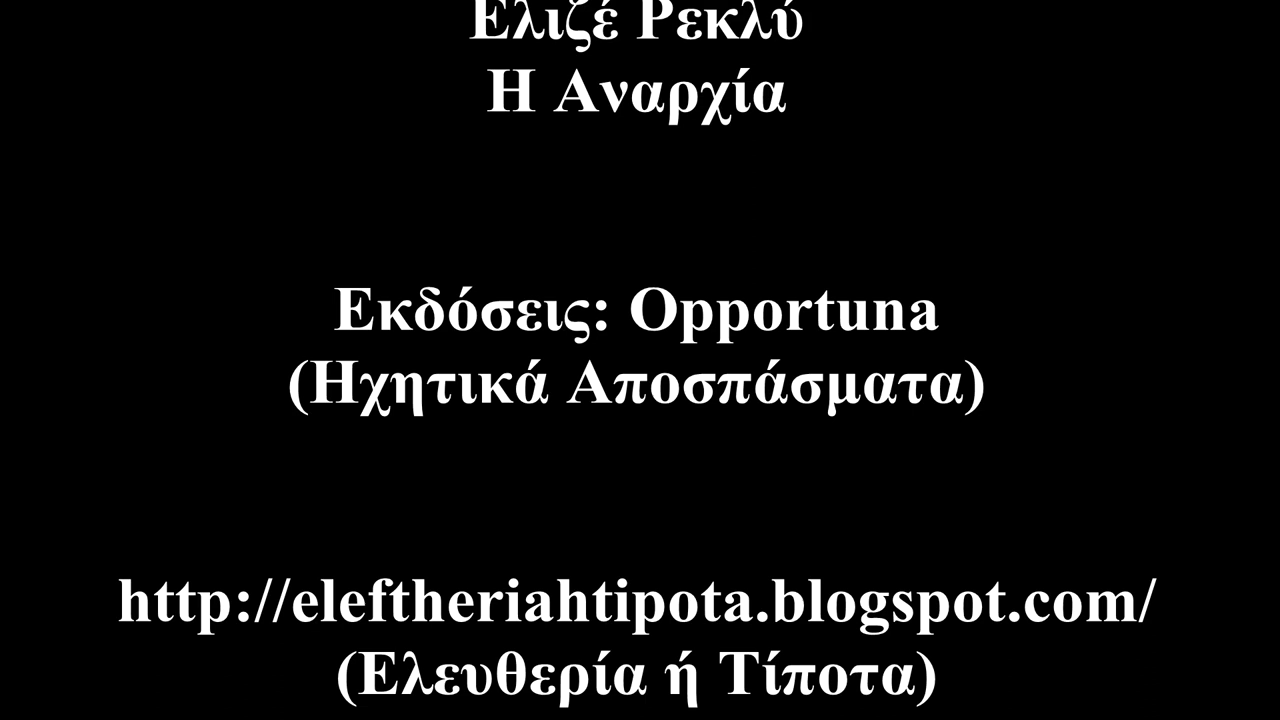 Ελιζέ Ρεκλύ
Η Αναρχία
Εκδόσεις: Opportuna
(Ηχητικά Αποσπάσματα)
http://eleftheriahtipota.blogspot.com/
(Ελευθερία ή Τίποτα)